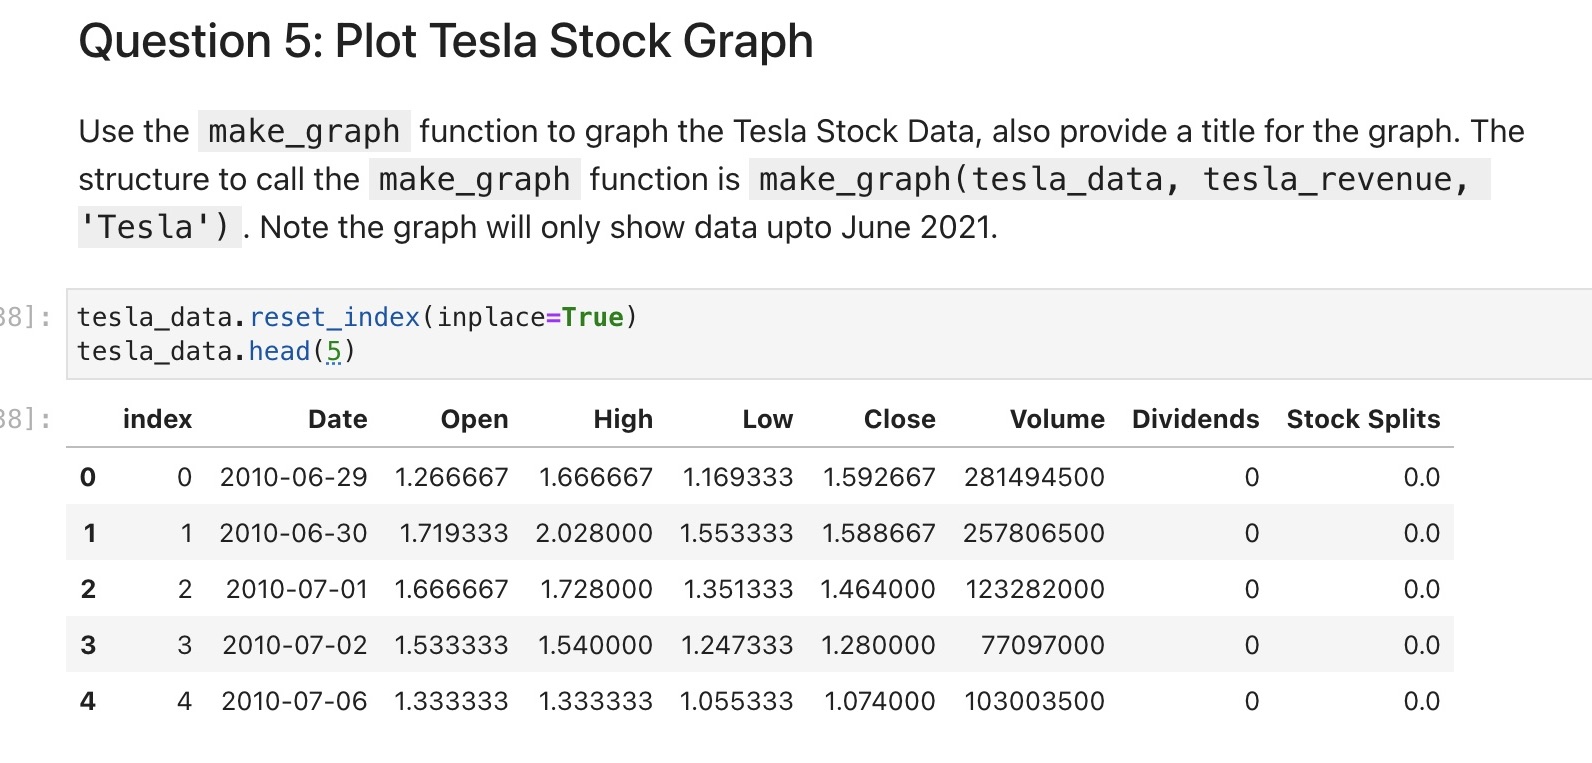 Question 5: Plot Tesla Stock Graph
Use the make_graph function to graph the Tesla Stock Data, also provide a title for the graph. The
structure to call the make_graph function is make_graph(tesla_data, tesla_revenue,
'Tesla') . Note the graph will only show data upto June 2021.
38]: tesla_data.reset_index(inplace=True)
tesla_data.head(5)
38]: index Date Open High Low Close Volume Dividends Stock Splits
0 0 2010-06-29 1.266667 1.666667 1.169333 1.592667 281494500 0 0.0
1 1 2010-06-30 1.719333 2.028000 1.553333 1.588667 257806500 0 0.0
2 2 2010-07-01 1.666667 1.728000 1.351333 1.464000 123282000 0 0.0
3 3 2010-07-02 1.533333 1.540000 1.247333 1.280000 77097000 0 0.0
4 4 2010-07-06 1.333333 1.333333 1.055333 1.074000 103003500 0 0.0